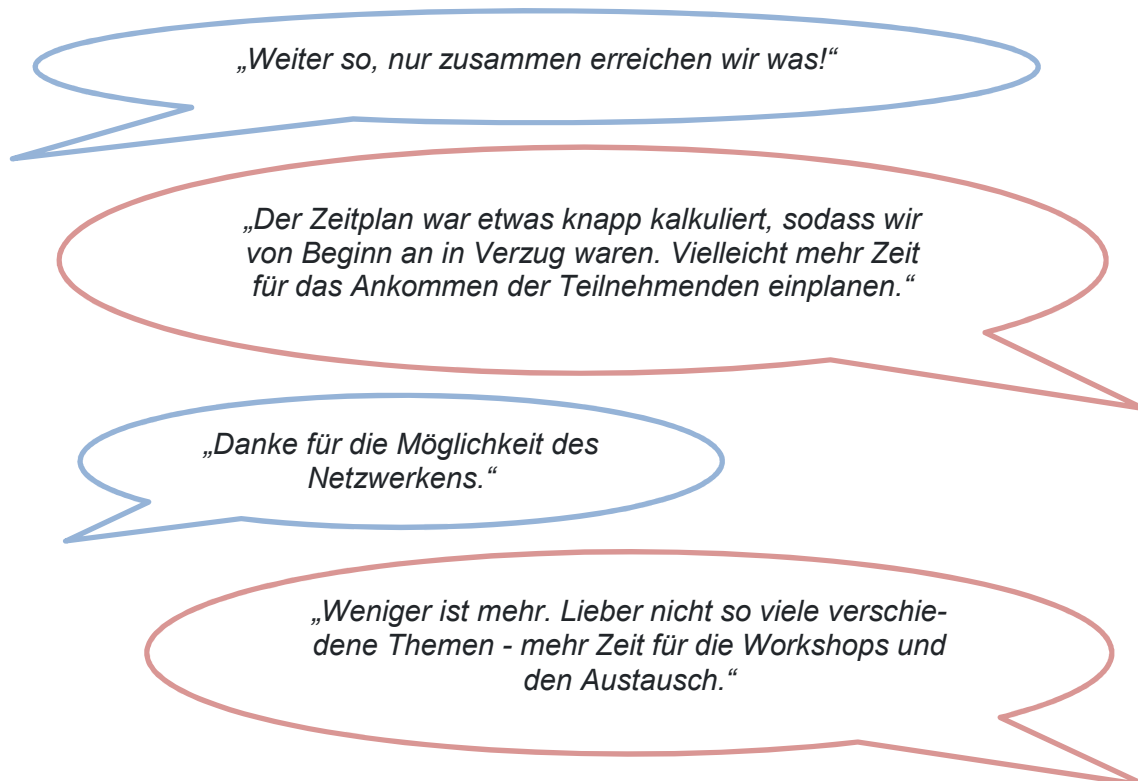 „Weiter so, nur zusammen erreichen wir was!“
„Der Zeitplan war etwas knapp kalkuliert, sodass wir
von Beginn an in Verzug waren. Vielleicht mehr Zeit
für das Ankommen der Teilnehmenden einplanen.“
„Danke für die Möglichkeit des
Netzwerkens.“
„Weniger ist mehr. Lieber nicht so viele verschie-
dene Themen - mehr Zeit für die Workshops und
den Austausch.“